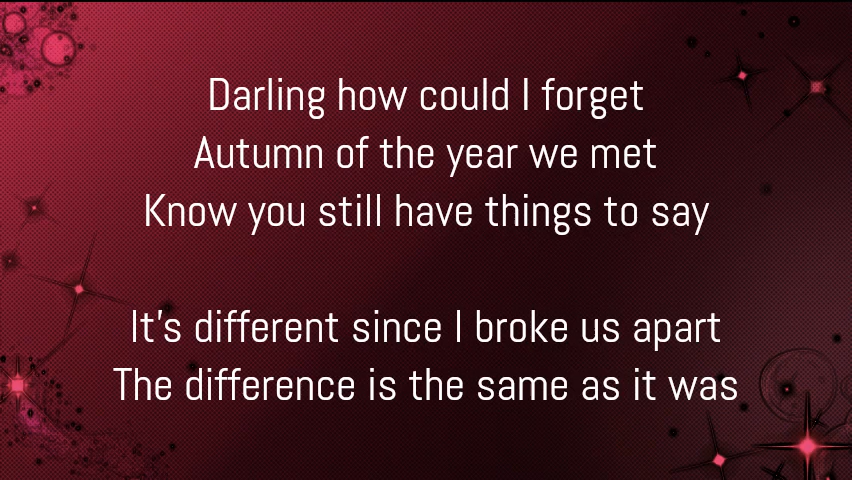 Darling how could I forget
Autumn of the year we met
Know you still have things to say
It's different since I broke us apart
The difference is the same as it was